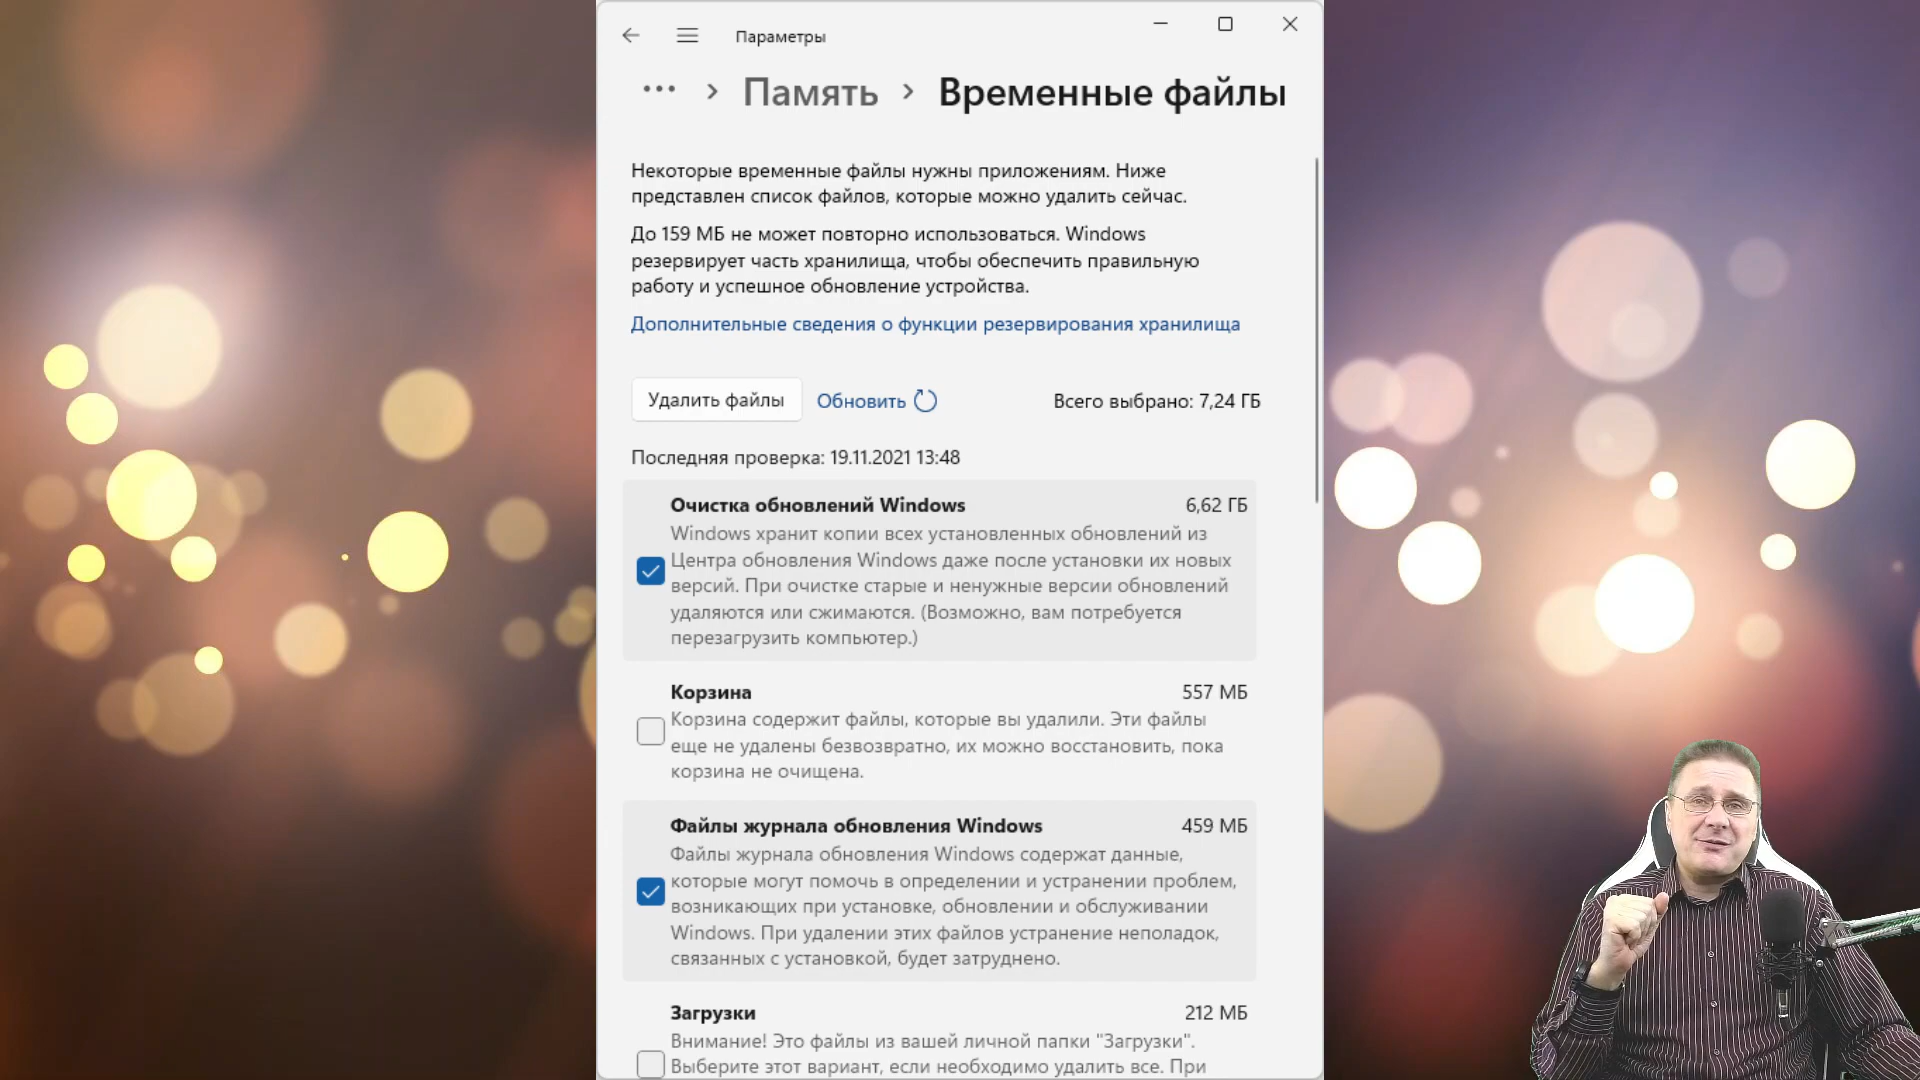 Параметры
... > Память > Временные файлы
Некоторые временные файлы нужны приложениям. Ниже
представлен список файлов, которые можно удалить сейчас.
До 159 МБ не может повторно использоваться. Windows
резервирует часть хранилища, чтобы обеспечить правильную
работу и успешное обновление устройства.
Дополнительные сведения о функции резервирования хранилища
Удалить файлы Обновить Всего выбрано: 7,24 ГБ
Последняя проверка: 19.11.2021 13:48
Очистка обновлений Windows 6,62 ГБ
Windows хранит копии всех установленных обновлений из
Центра обновления Windows даже после установки их новых
версий. При очистке старые и ненужные версии обновлений
удаляются или сжимаются. (Возможно, вам потребуется
перезагрузить компьютер.)
Корзина 557 МБ
Корзина содержит файлы, которые вы удалили. Эти файлы
еще не удалены безвозвратно, их можно восстановить, пока
корзина не очищена.
Файлы журнала обновления Windows 459 МБ
Файлы журнала обновления Windows содержат данные,
которые могут помочь в определении и устранении проблем,
возникающих при установке, обновлении и обслуживании
Windows. При удалении этих файлов устранение неполадок,
связанных с установкой, будет затруднено.
Загрузки 212 МБ
Внимание! Это файлы из вашей личной папки "Загрузки".
Выберите этот вариант, если необходимо удалить все. При